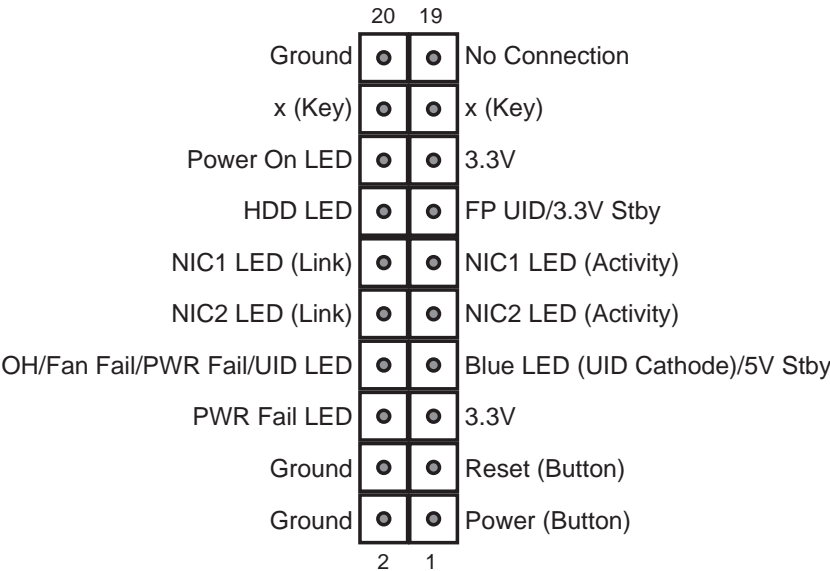 20 19
Ground No Connection
x (Key) x (Key)
Power On LED 3.3V
HDD LED FP UID/3.3V Stby
NIC1 LED (Link) NIC1 LED (Activity)
NIC2 LED (Link) NIC2 LED (Activity)
OH/Fan Fail/PWR Fail/UID LED Blue LED (UID Cathode)/5V Stby
PWR Fail LED 3.3V
Ground Reset (Button)
Ground Power (Button)
2 1